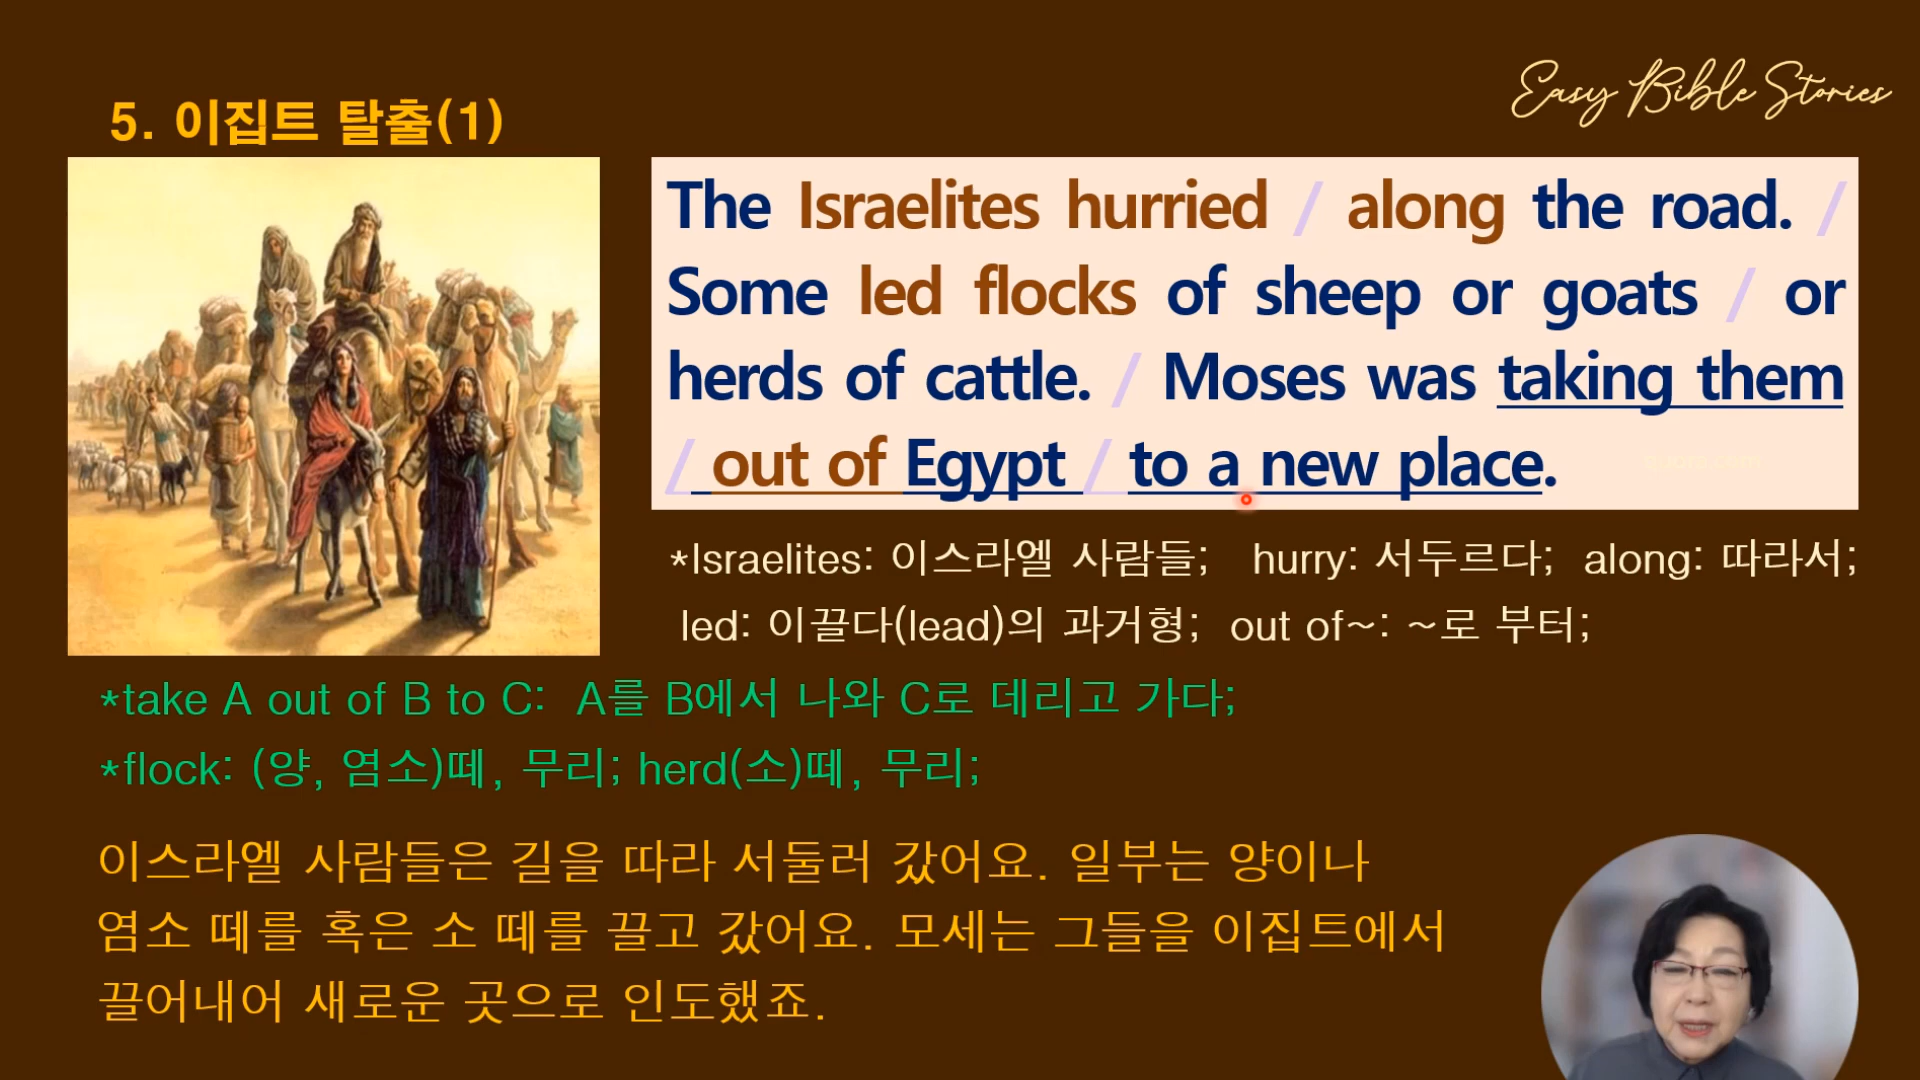 Easy Bible Stories
5. 이집트 탈출(1)
The Israelites hurried / along the road. /
Some led flocks of sheep or goats / or
herds of cattle. / Moses was taking them
/ out of Egypt / to a new place.
*Israelites: 이스라엘 사람들; hurry: 서두르다; along: 따라서;
led: 이끌다(lead)의 과거형; out of~: ~로 부터;
*take A out of B to C: A를 B에서 나와 C로 데리고 가다;
*flock: (양, 염소)떼, 무리; herd(소)떼, 무리;
이스라엘 사람들은 길을 따라 서둘러 갔어요. 일부는 양이나
염소 떼를 혹은 소 떼를 끌고 갔어요. 모세는 그들을 이집트에서
끌어내어 새로운 곳으로 인도했죠.